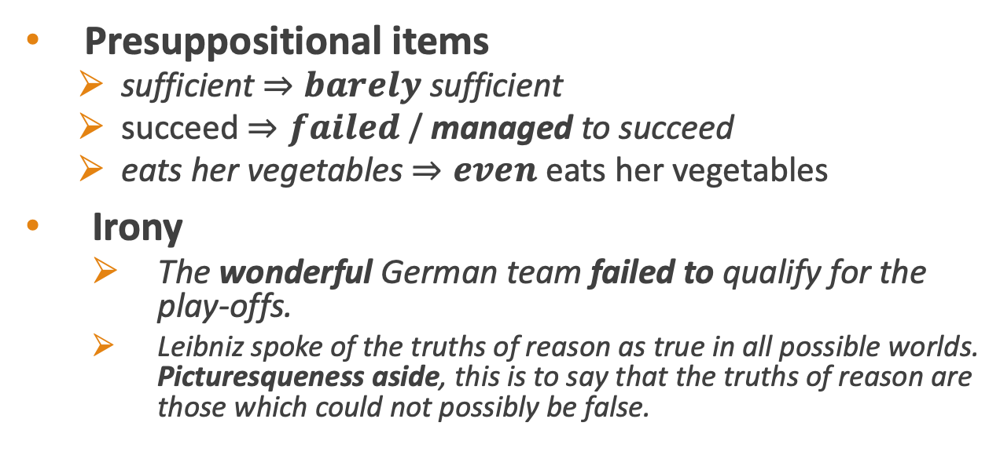 • Presuppositional items
➢ sufficient ⇒ barely sufficient
➢ succeed ⇒ failed / managed to succeed
➢ eats her vegetables ⇒ even eats her vegetables
• Irony
➢ The wonderful German team failed to qualify for the
play-offs.
➢ Leibniz spoke of the truths of reason as true in all possible worlds.
Picturesqueness aside, this is to say that the truths of reason are
those which could not possibly be false.